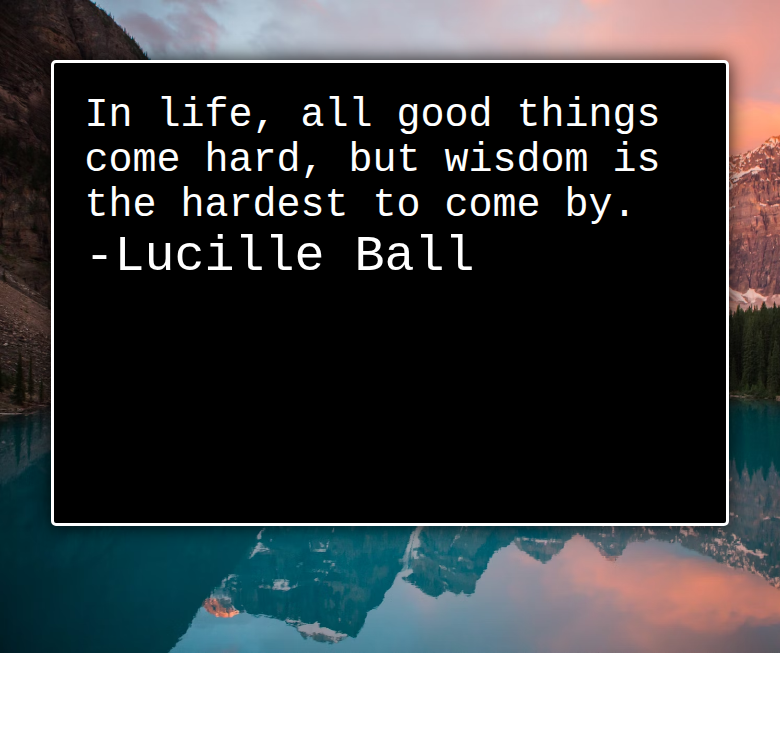 In life, all good things
come hard, but wisdom is
the hardest to come by.
-Lucille Ball